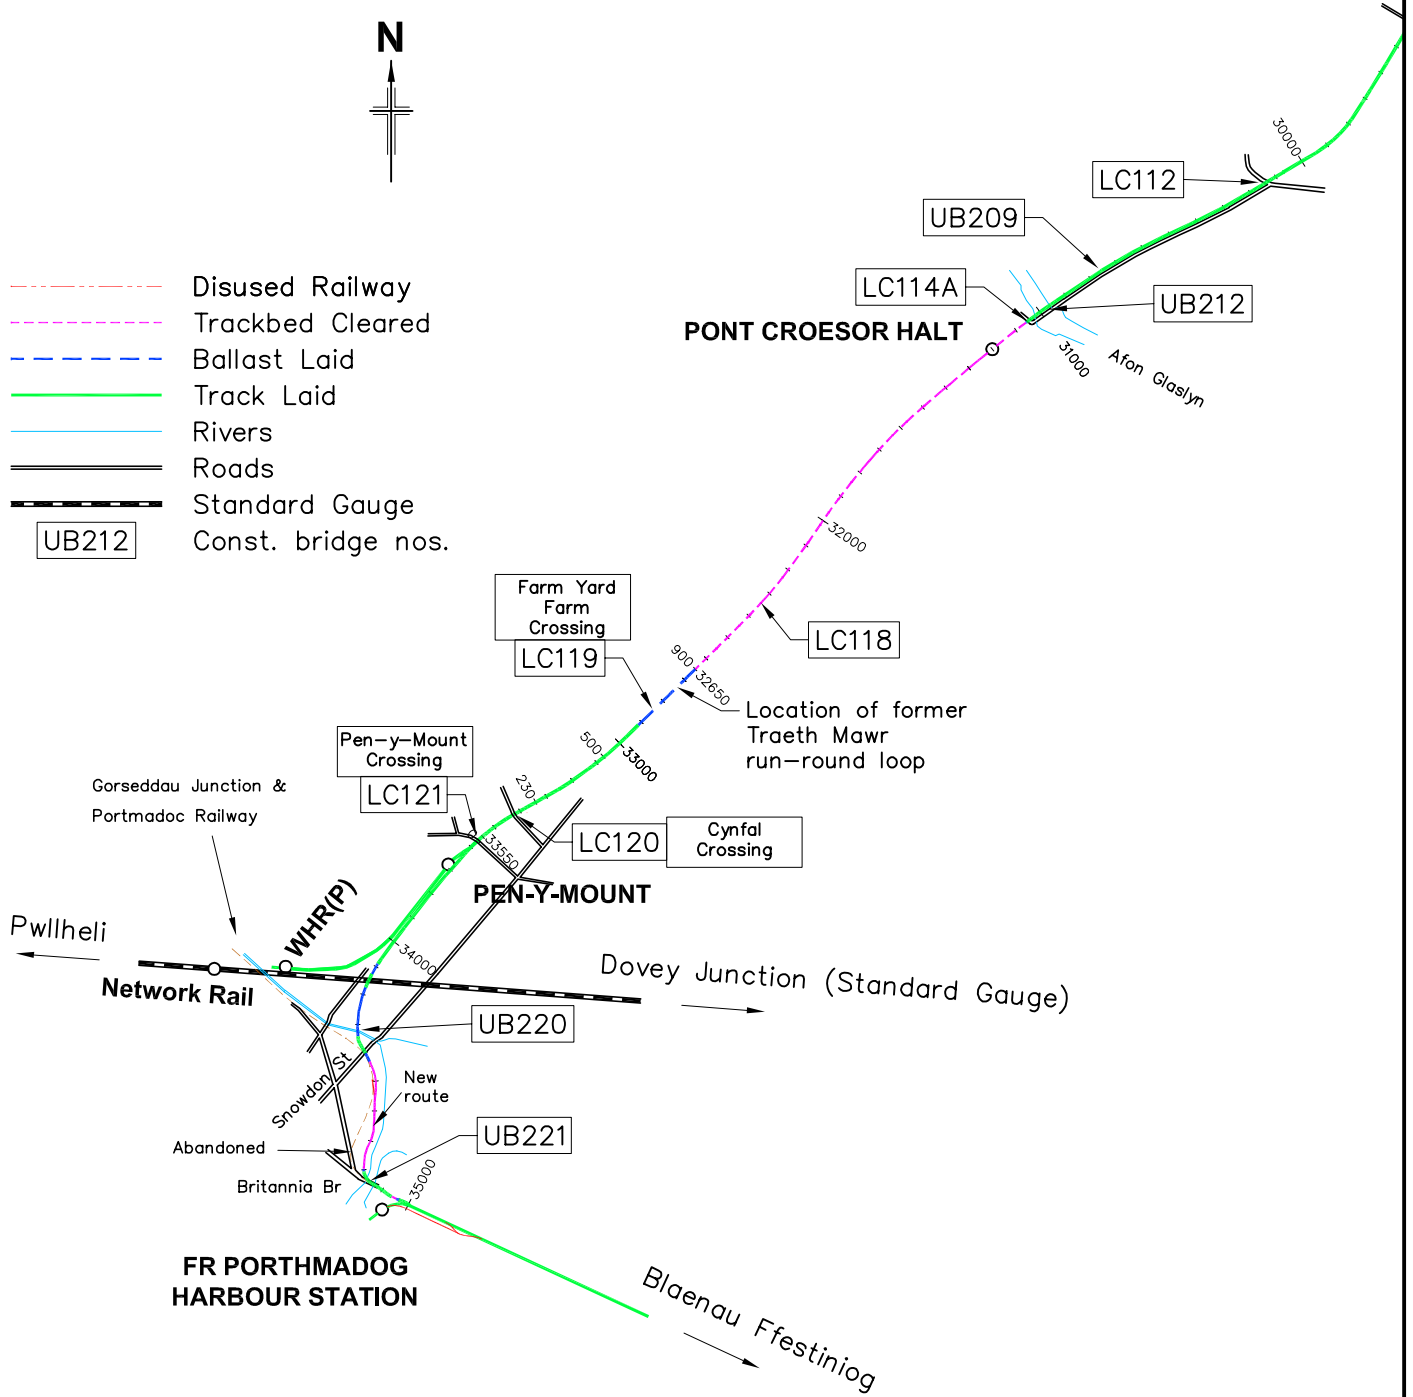 N
30000
LC112
UB209
LC114A
UB212
PONT CROESOR HALT
31000
Afon Glaslyn
Disused Railway
Trackbed Cleared
Ballast Laid
Track Laid
Rivers
Roads
Standard Gauge
UB212 Const. bridge nos.
32000
Farm Yard
Farm
Crossing
LC119
LC118
900
32650
Location of former
Traeth Mawr
run-round loop
500
33000
Pen-y-Mount
Crossing
LC121
230
Gorseddau Junction &
Portmadoc Railway
LC120
Cynfal
Crossing
33550
PEN-Y-MOUNT
WHR(P)
Pwllheli
34000
Network Rail
Dovey Junction (Standard Gauge)
UB220
Snowdon St
New
route
UB221
Abandoned
Britannia Br
35000
FR PORTHMADOG
HARBOUR STATION
Blaenau Ffestiniog